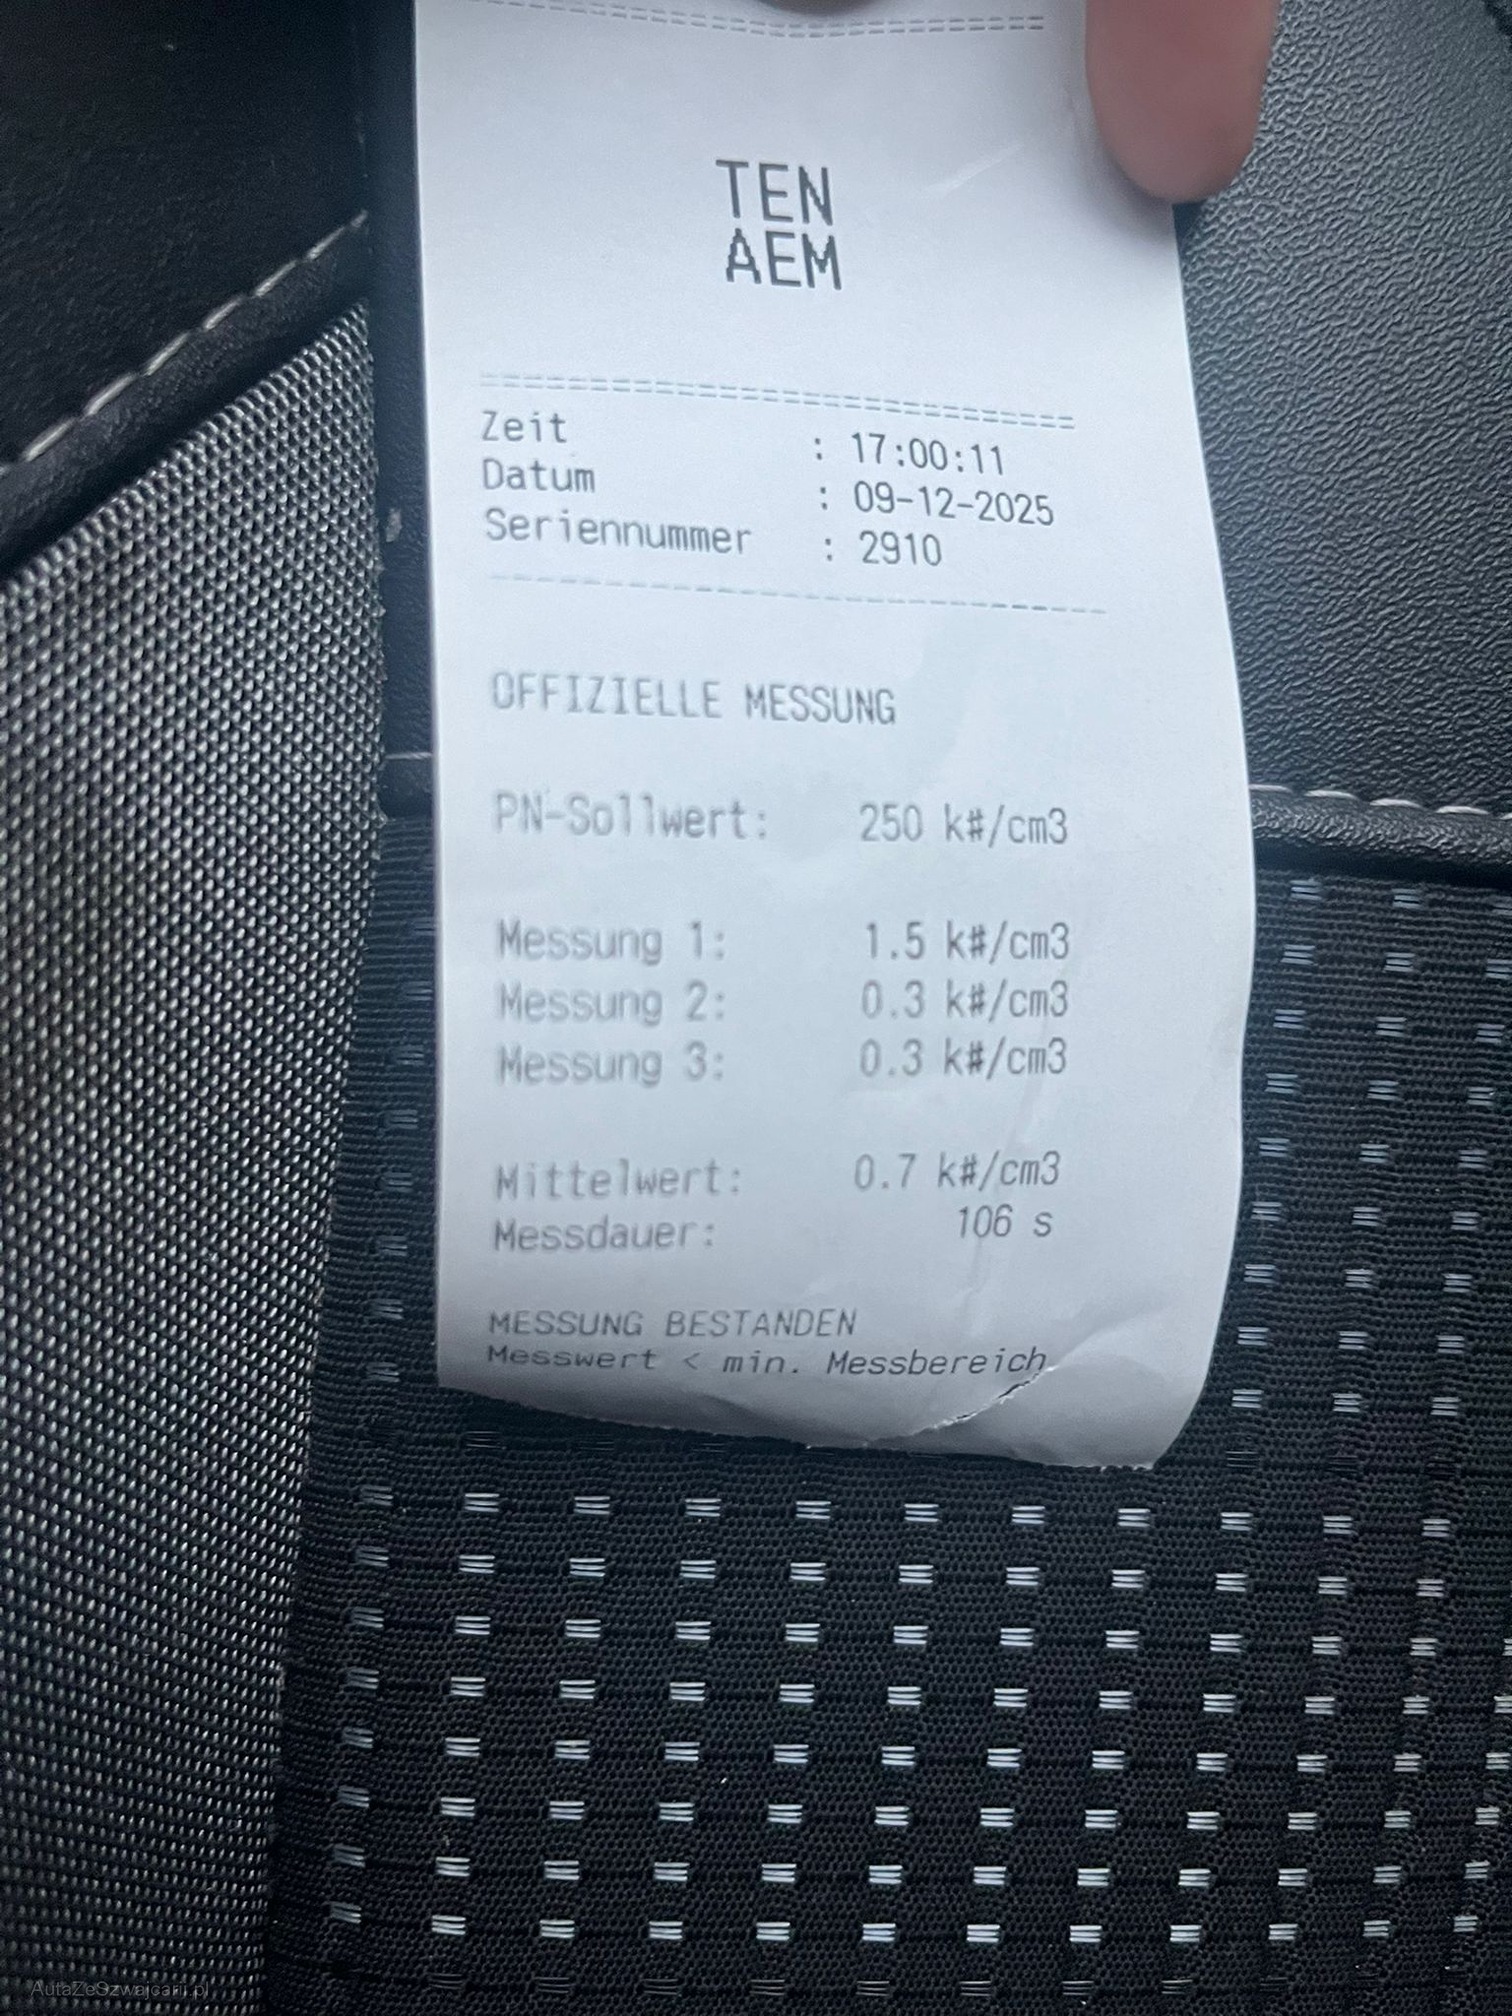 TEN
AEM
Zeit : 17:00:11
Datum : 09-12-2025
Seriennummer : 2910
OFFIZIELLE MESSUNG
PN-Sollwert: 250 k#/cm3
Messung 1: 1.5 k#/cm3
Messung 2: 0.3 k#/cm3
Messung 3: 0.3 k#/cm3
Mittelwert: 0.7 k#/cm3
Messdauer: 106 s
MESSUNG BESTANDEN
Messwert < min. Messbereich
AutaZeSzwajcarii.pl